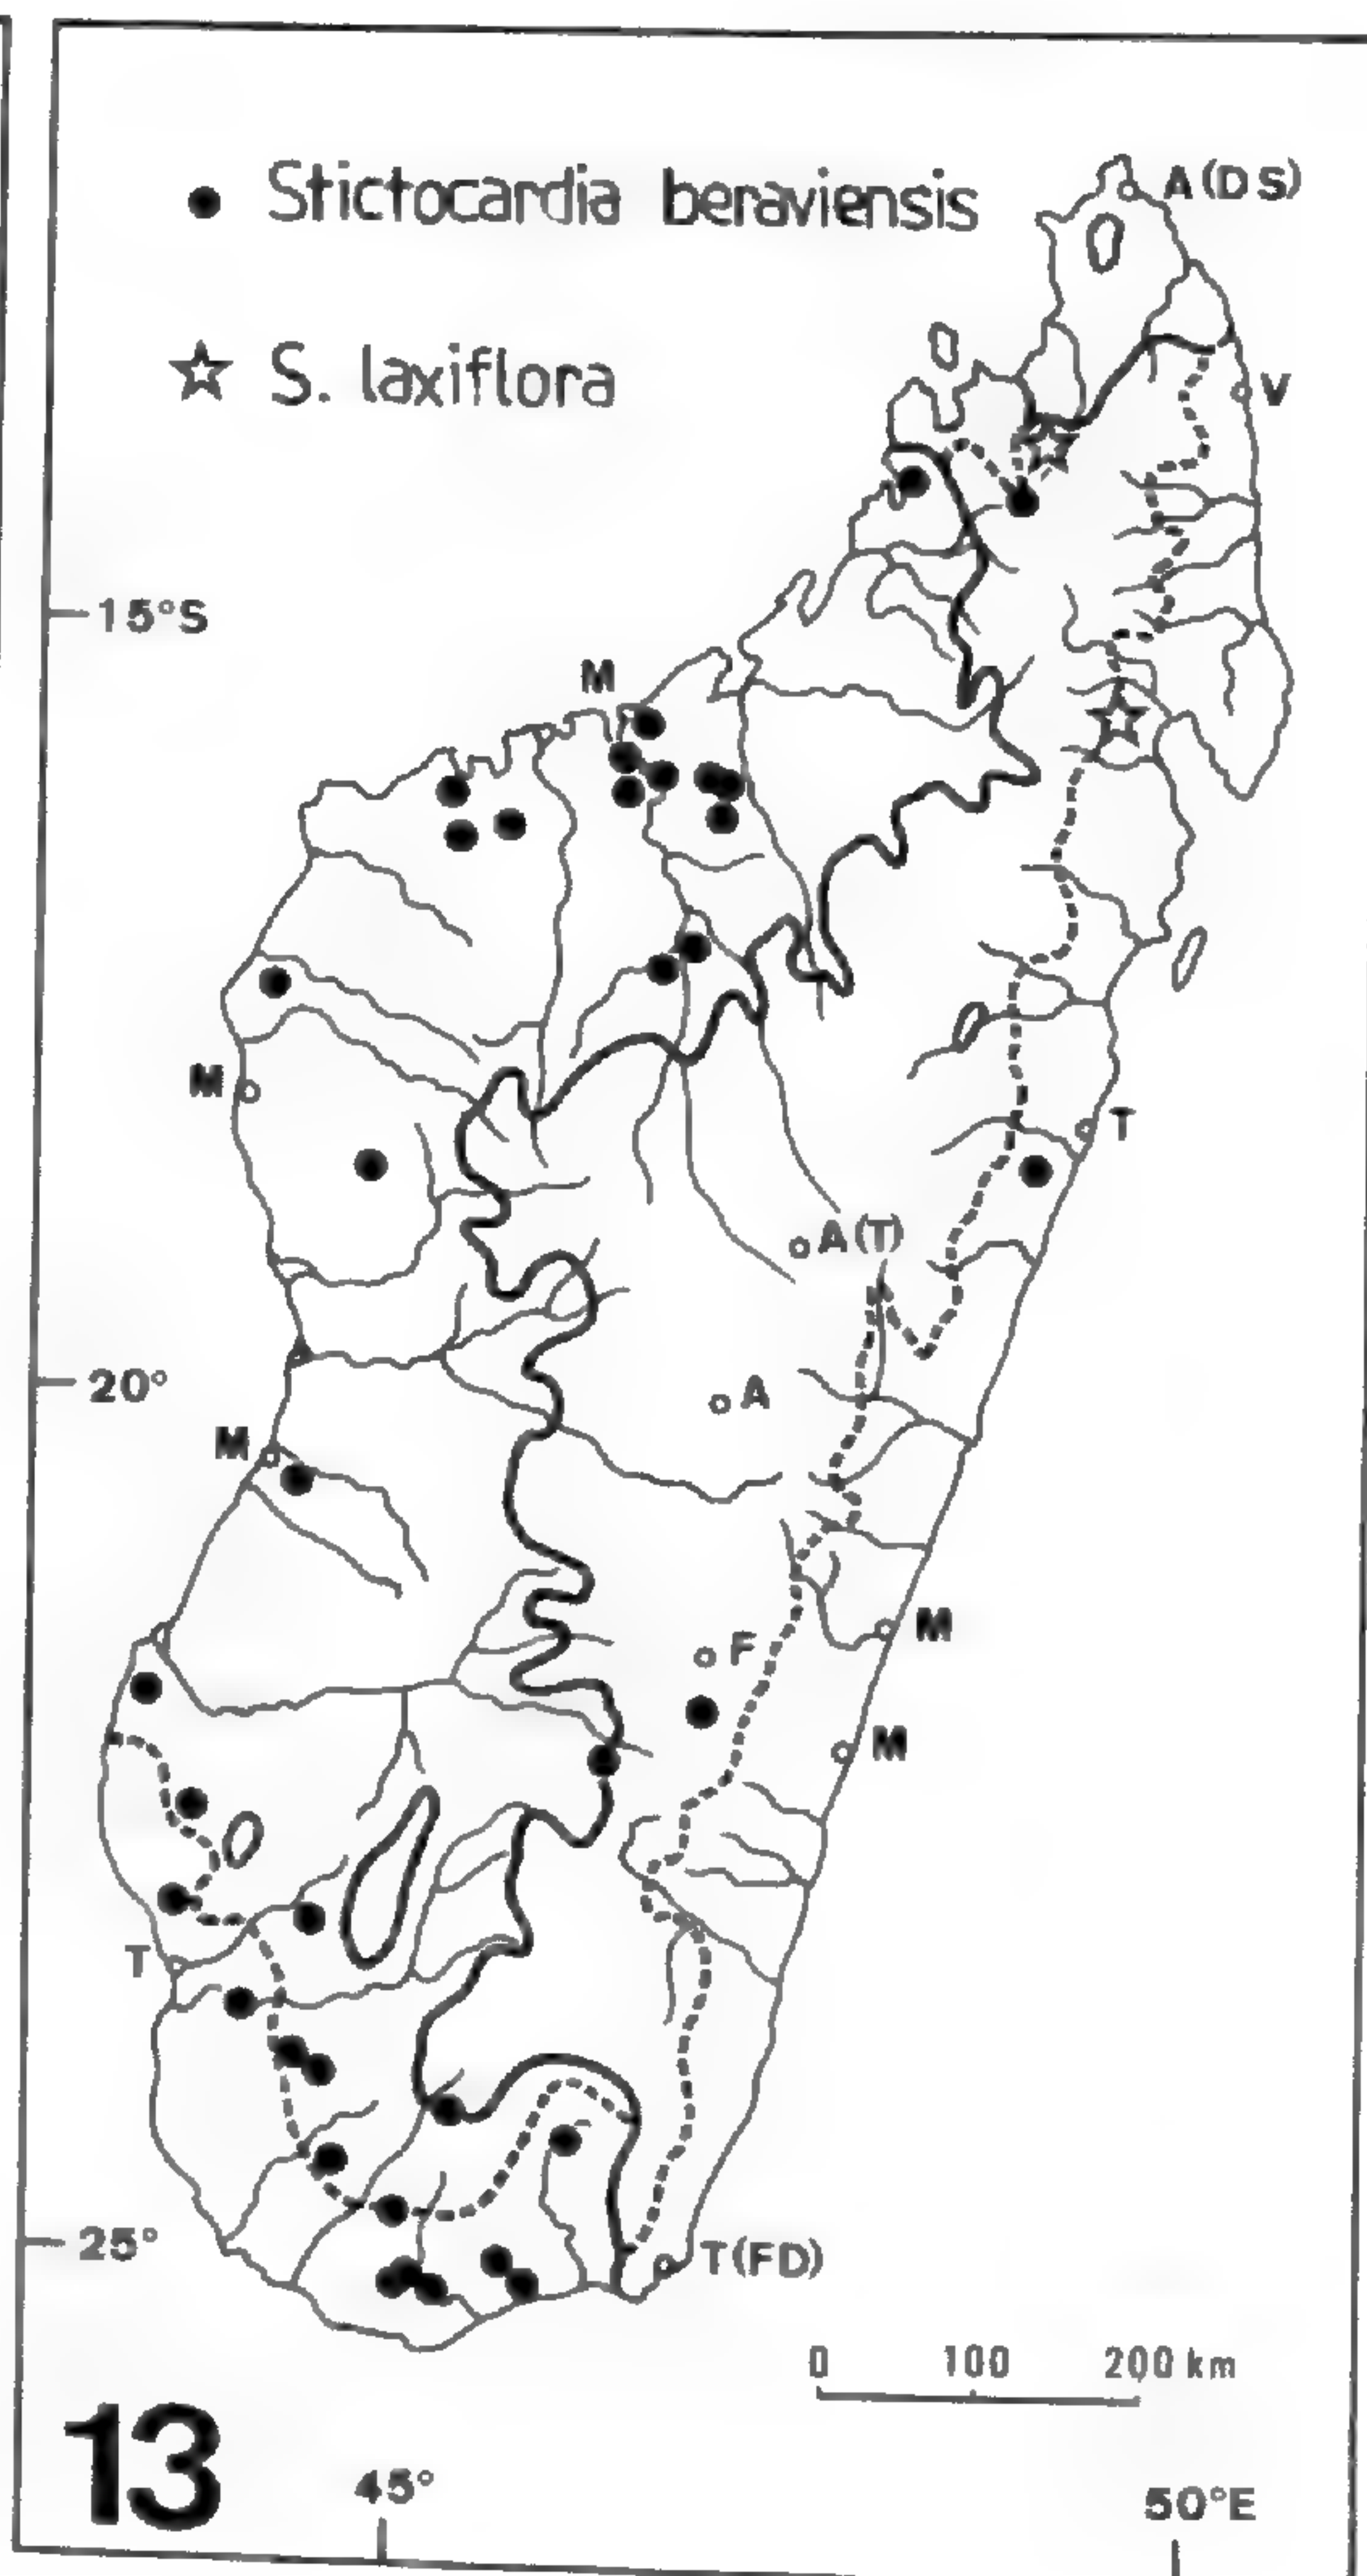 Stictocardia beraviensis
A(DS)
S. laxiflora
V
15°S
M
M
T
A(T)
20°
A
M
M
F
M
T
25°
T(FD)
0 100 200 km
13
45°
50°E